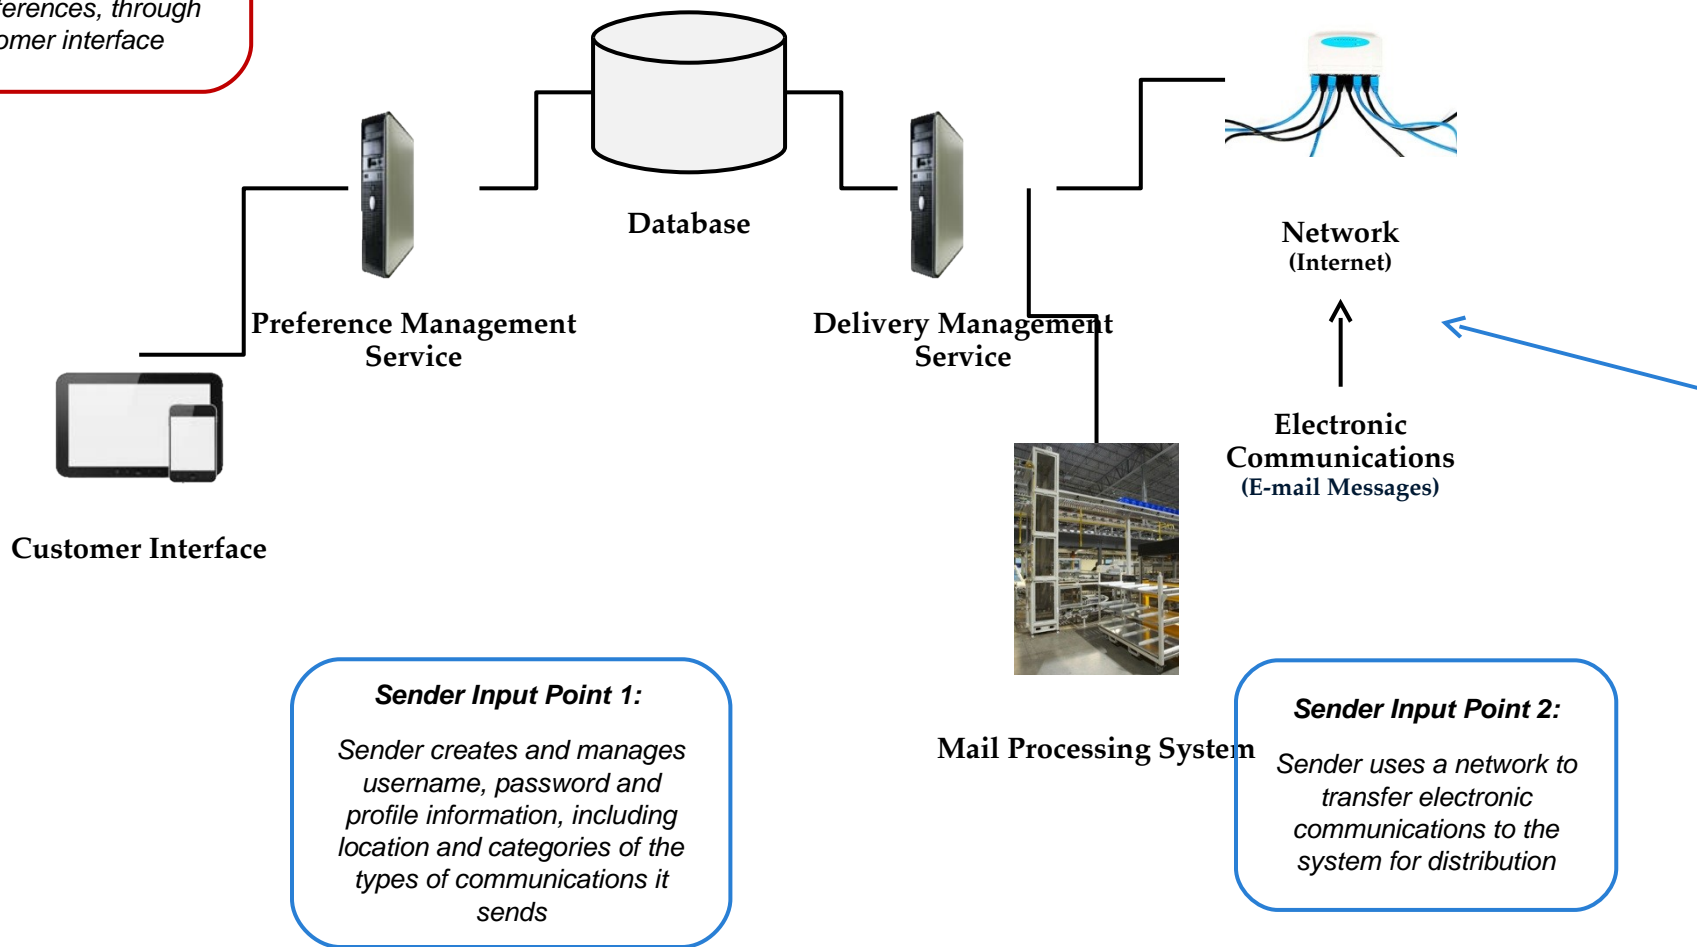 through
interface
Database
Network
(Internet)
Preference Management
Service
Delivery Management
Service
Electronic
Communications
(E-mail Messages)
Customer Interface
Sender Input Point 1:
Sender creates and manages
username, password and
profile information, including
location and categories of the
types of communications it
sends
Mail Processing System
Sender Input Point 2:
Sender uses a network to
transfer electronic
communications to the
system for distribution